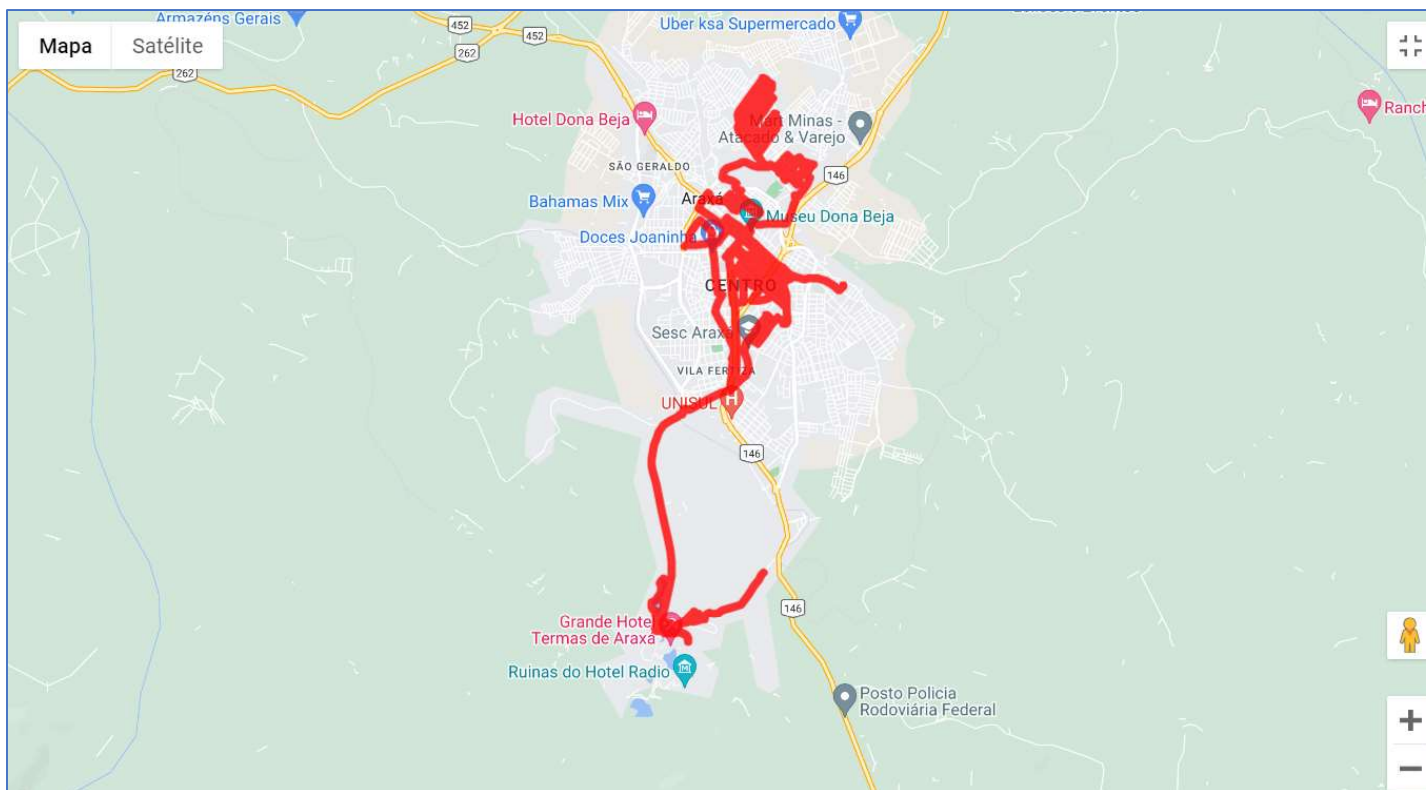 Armazéns Gerais
Uber ksa Supermercado
452
452
262
262
Mapa
Satélite
Ranch
Hotel Dona Beja
Mart Minas -
Atacado & Varejo
SÃO GERALDO
146
Bahamas Mix
Araxá
Museu Dona Beja
Doces Joaninha
CENTRO
Sesc Araxá
VILA FERTIZA
UNISUL
H
146
146
Grande Hotel
Termas de Araxá
Ruinas do Hotel Radio
Posto Policia
Rodoviária Federal